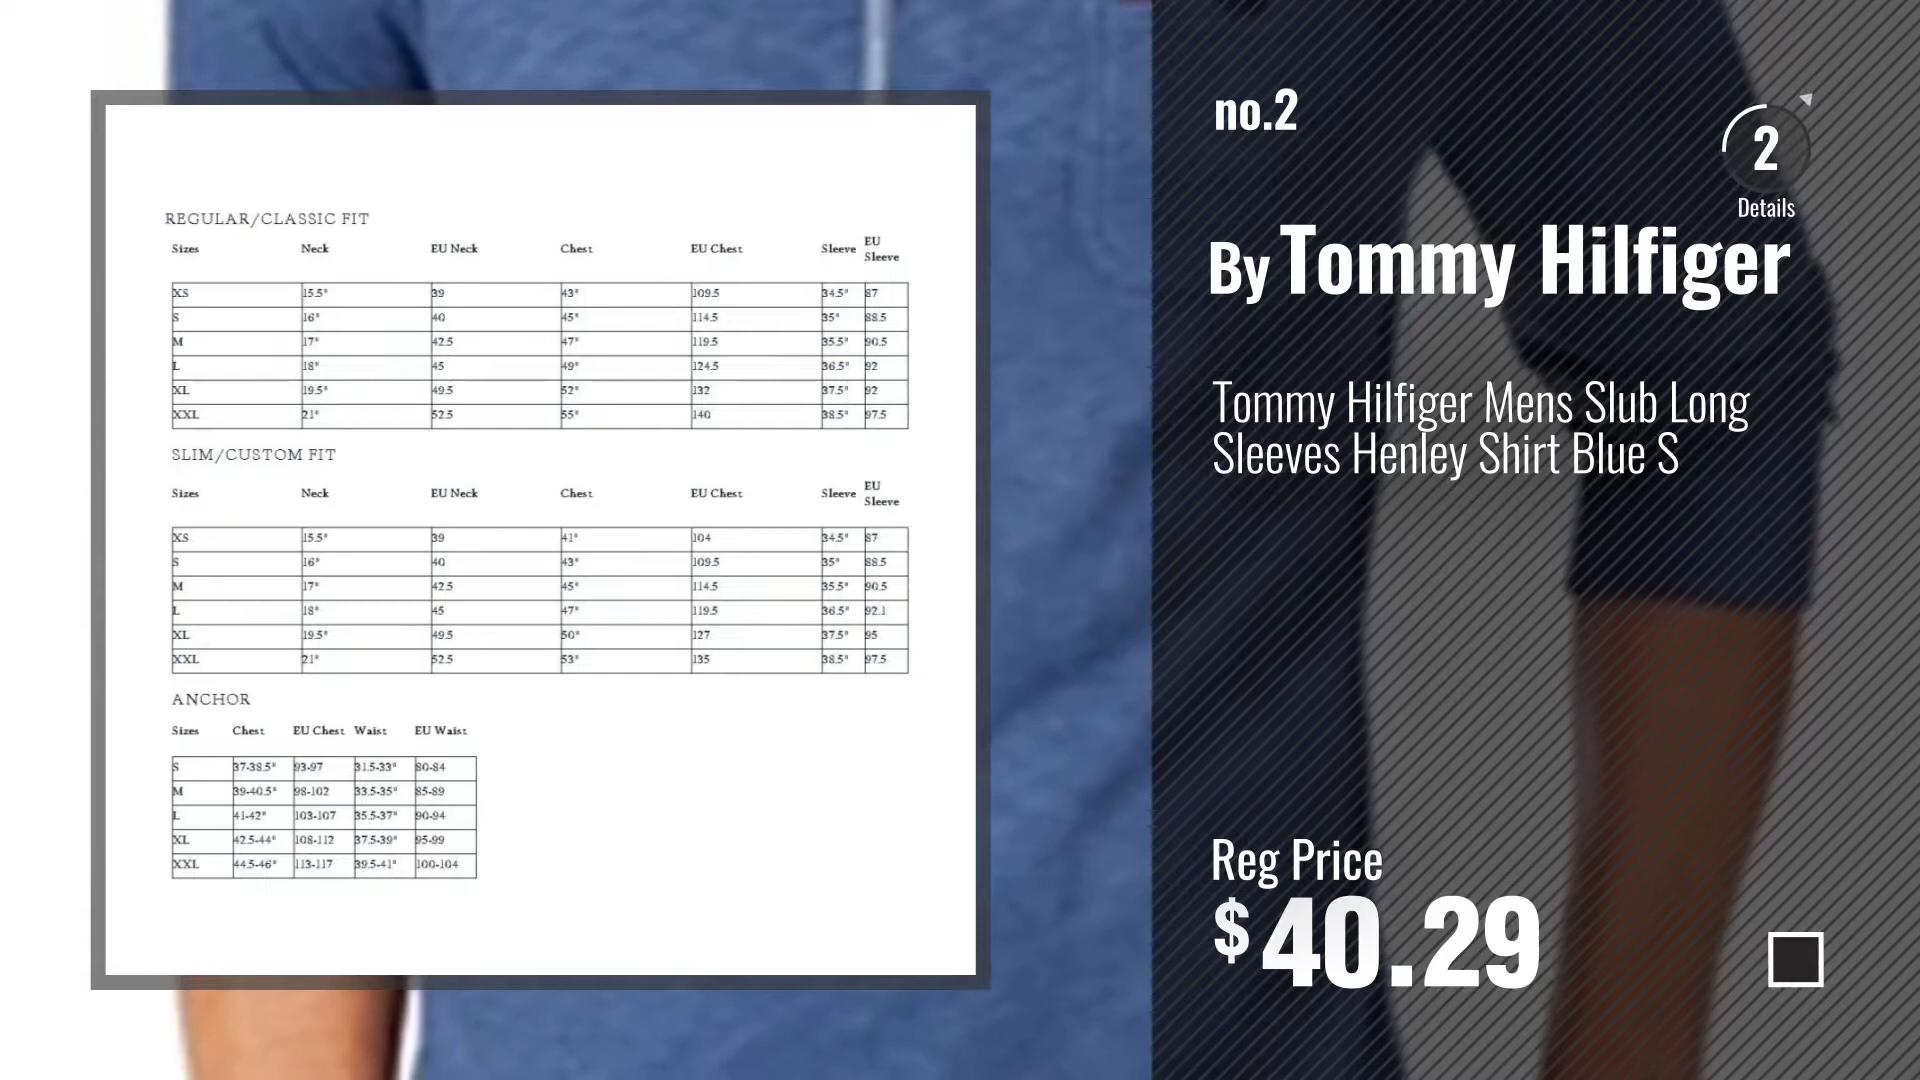 REGULAR/CLASSIC FIT
Sizes Neck EU Neck Chest EU Chest Sleeve EU Sleeve
XS 15.5" 39 43" 109.5 34.5" 87
S 16" 40 45" 114.5 35" 88.5
M 17" 42.5 47" 119.5 35.5" 90.5
L 18" 45 49" 124.5 36.5" 92
XL 19.5" 49.5 52" 132 37.5" 92
XXL 21" 52.5 55" 140 38.5" 97.5
SLIM/CUSTOM FIT
Sizes Neck EU Neck Chest EU Chest Sleeve EU Sleeve
XS 15.5" 39 41" 104 34.5" 87
S 16" 40 43" 109.5 35" 88.5
M 17" 42.5 45" 114.5 35.5" 90.5
L 18" 45 47" 119.5 36.5" 92.1
XL 19.5" 49.5 50" 127 37.5" 95
XXL 21" 52.5 53" 135 38.5" 97.5
ANCHOR
Sizes Chest EU Chest Waist EU Waist
S 37-38.5" 93-97 31.5-33" 80-84
M 39-40.5" 98-102 33.5-35" 85-89
L 41-42" 103-107 35.5-37" 90-94
XL 42.5-44" 108-112 37.5-39" 95-99
XXL 44.5-46" 113-117 39.5-41" 100-104
no.2
2
Details
By Tommy Hilfiger
Tommy Hilfiger Mens Slub Long
Sleeves Henley Shirt Blue S
Reg Price
$40.29